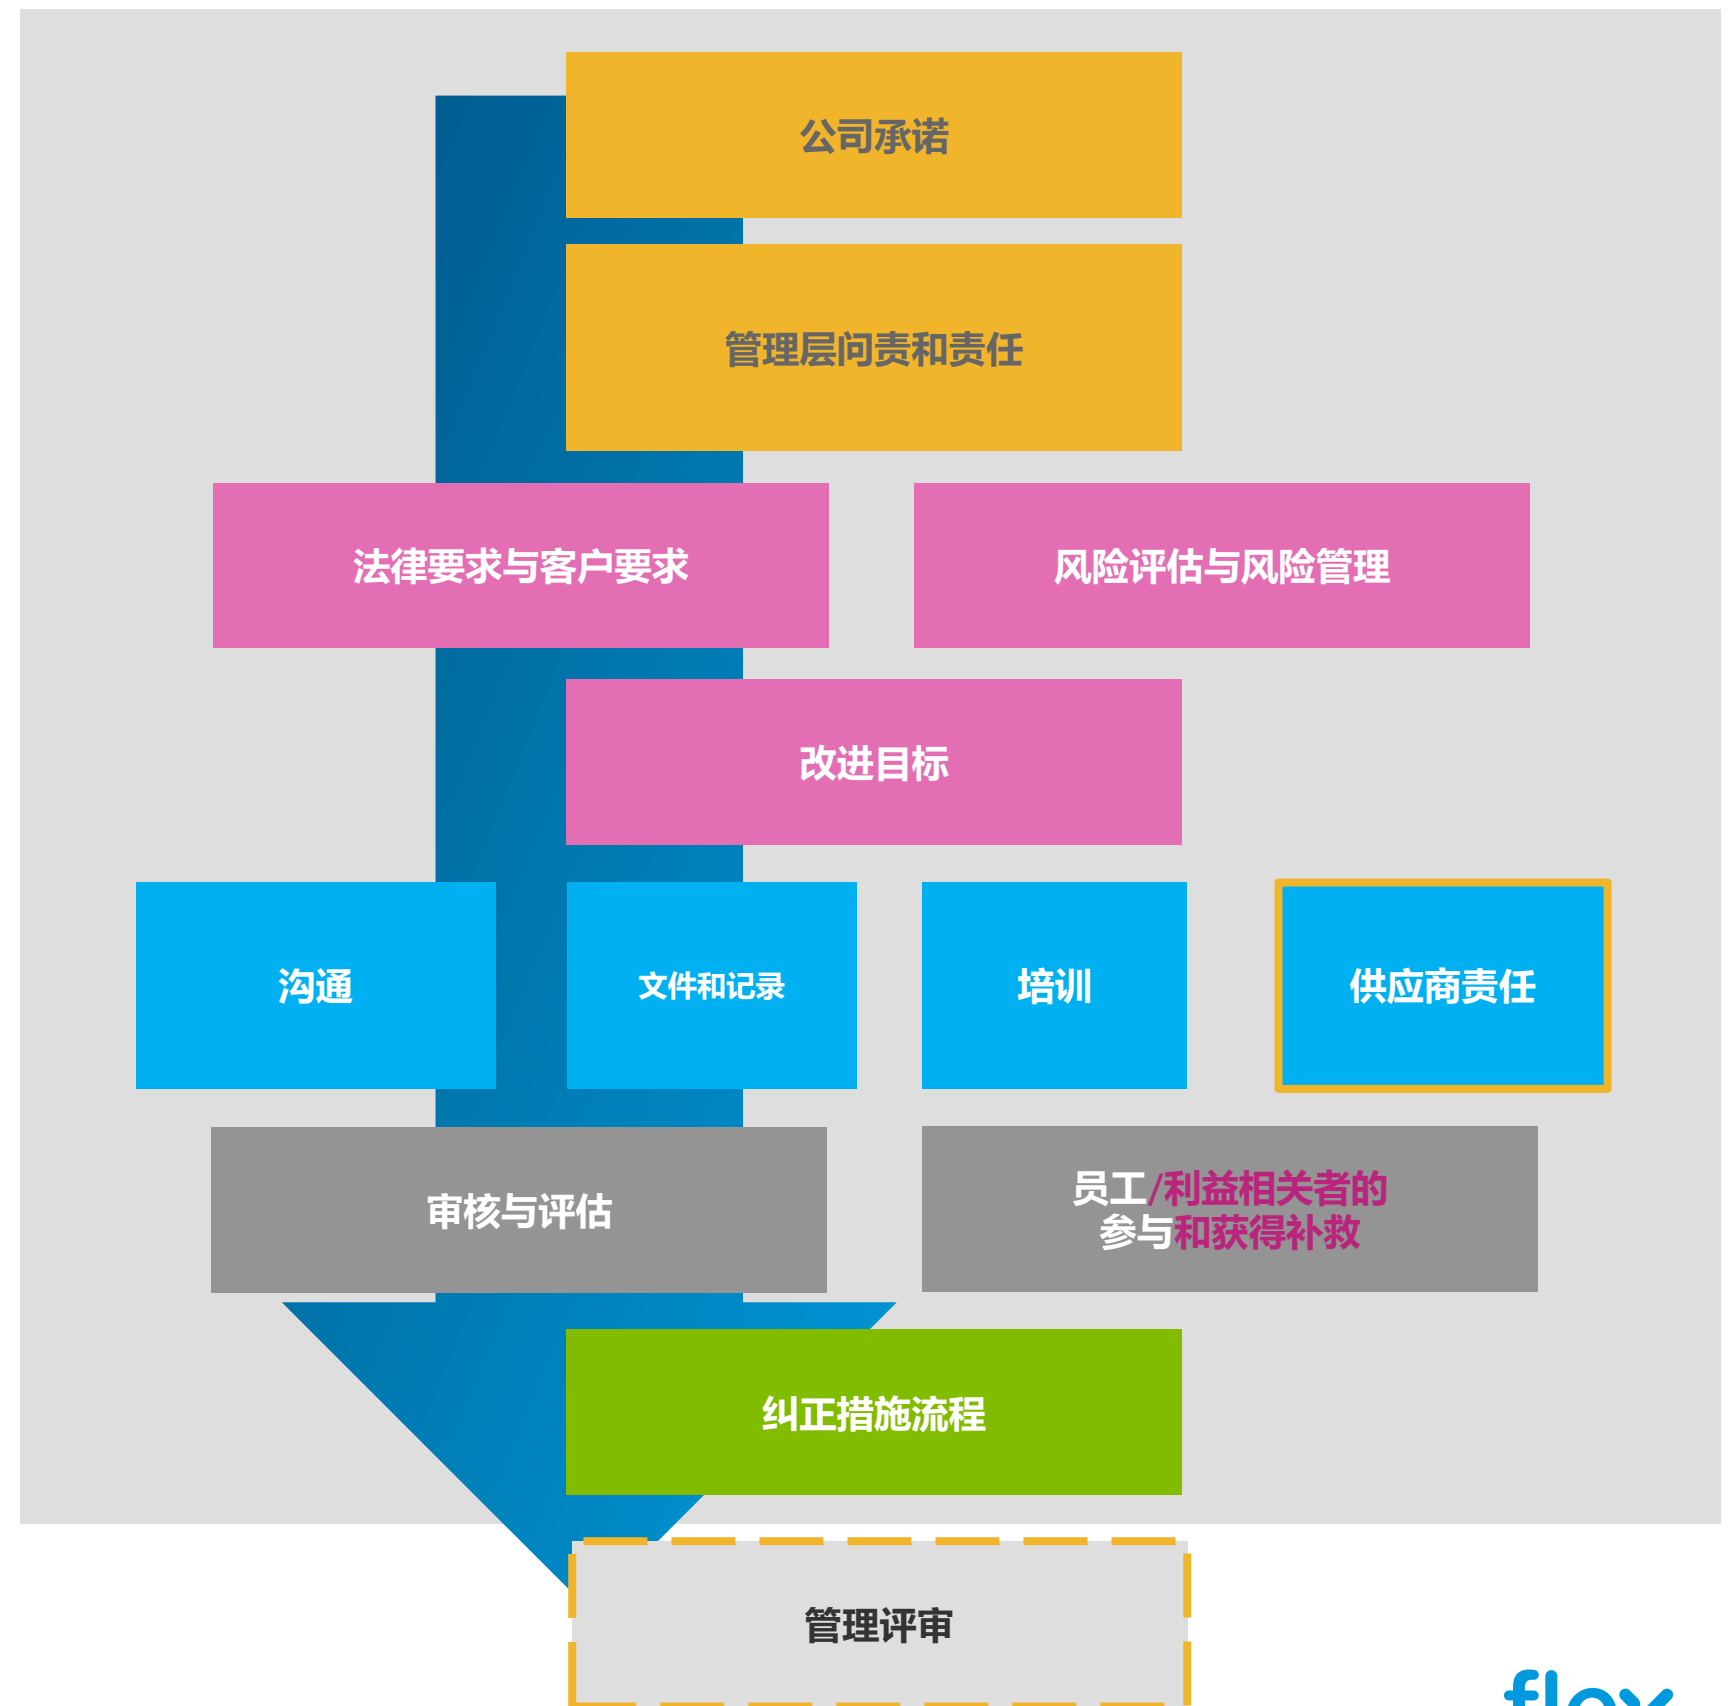 公司承诺
管理层问责和责任
法律要求与客户要求
风险评估与风险管理
改进目标
沟通
文件和记录
培训
供应商责任
审核与评估
员工/利益相关者的
参与和获得补救
纠正措施流程
管理评审
flex